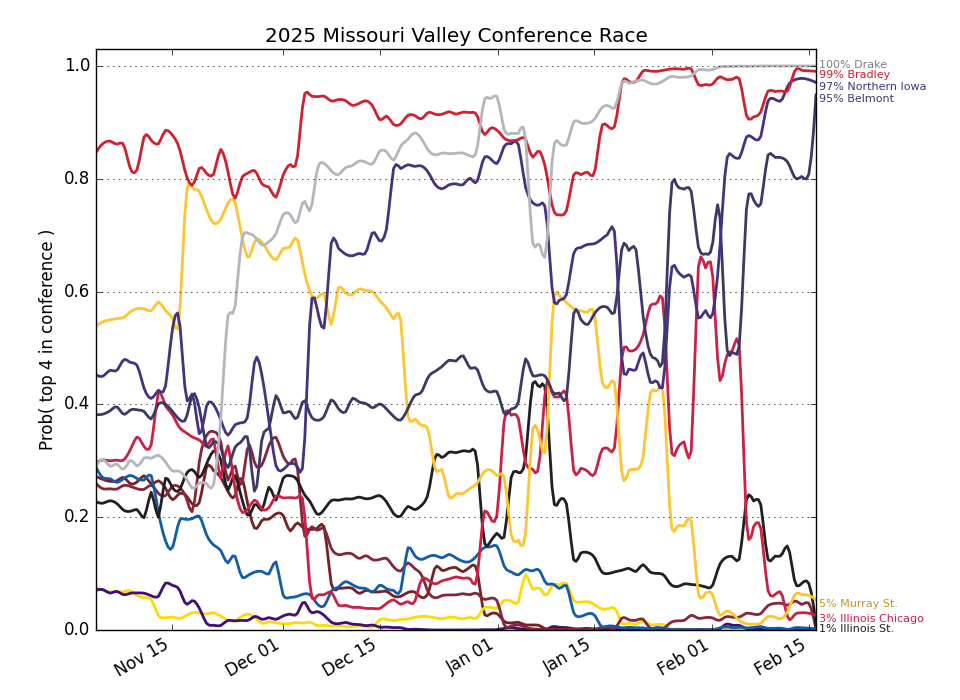 2025 Missouri Valley Conference Race
Prob( top 4 in conference )
1.0
0.8
0.6
0.4
0.2
0.0
Nov 15
Dec 01
Dec 15
Jan 01
Jan 15
Feb 01
Feb 15
100% Drake
99% Bradley
97% Northern Iowa
95% Belmont
5% Murray St.
3% Illinois Chicago
1% Illinois St.